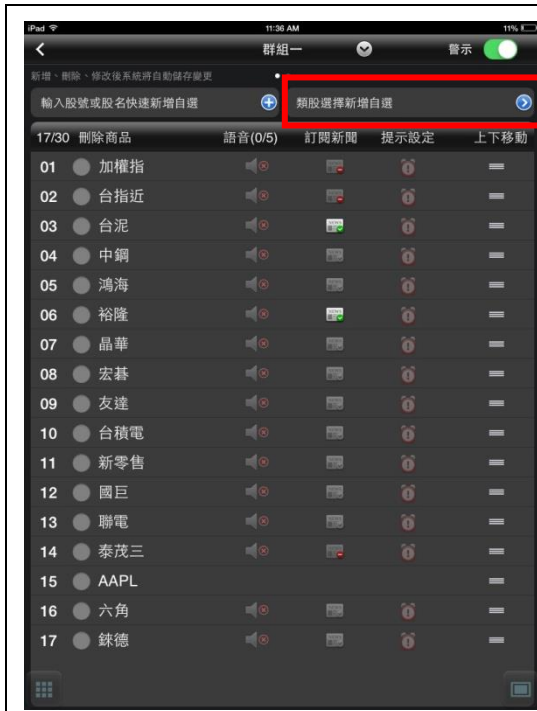 iPad 11:36 AM 11%
群組一 警示
新增、刪除、修改後系統將自動儲存變更
輸入股號或股名快速新增自選 類股選擇新增自選
17/30 刪除商品 語音(0/5) 訂閱新聞 提示設定 上下移動
01 加權指
02 台指近
03 台泥
04 中鋼
05 鴻海
06 裕隆
07 晶華
08 宏碁
09 友達
10 台積電
11 新零售
12 國巨
13 聯電
14 泰茂三
15 AAPL
16 六角
17 錸德